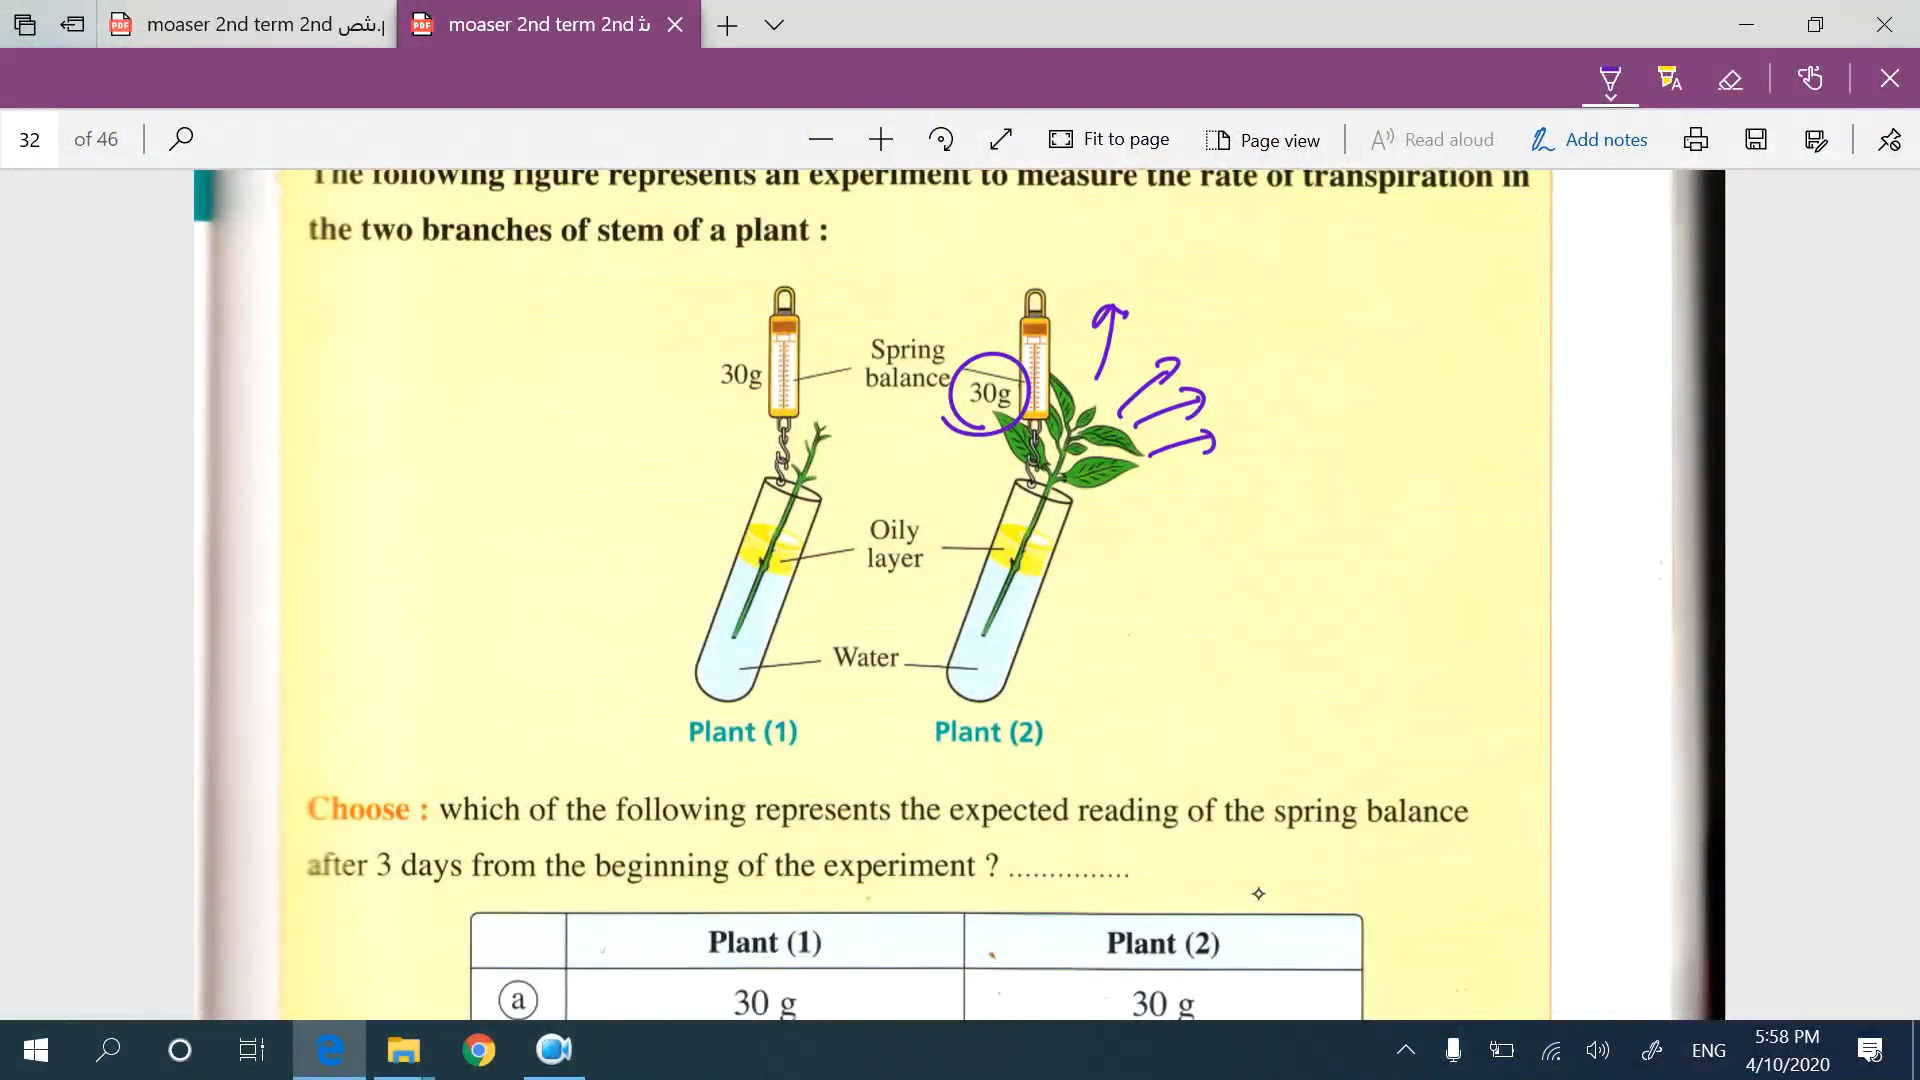 moaser 2nd term 2nd ثص.p
moaser 2nd term 2nd ث
32 of 46
Fit to page
Page view
Read aloud
Add notes
The following figure represents an experiment to measure the rate of transpiration in
the two branches of stem of a plant :
30g
Spring
balance
30g
Oily
layer
Water
Plant (1)
Plant (2)
Choose : which of the following represents the expected reading of the spring balance
after 3 days from the beginning of the experiment ? ...............
Plant (1) Plant (2)
a 30 g 30 g
ENG
5:58 PM
4/10/2020